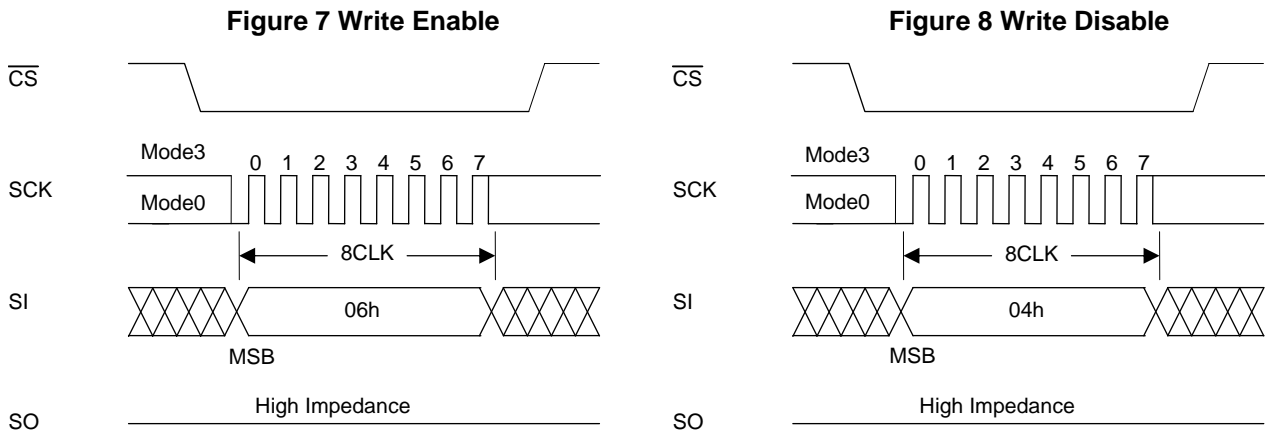 Figure 7 Write Enable
CS
Mode3
0 1 2 3 4 5 6 7
SCK
Mode0
8CLK
SI
06h
MSB
High Impedance
SO
Figure 8 Write Disable
CS
Mode3
0 1 2 3 4 5 6 7
SCK
Mode0
8CLK
SI
04h
MSB
High Impedance
SO